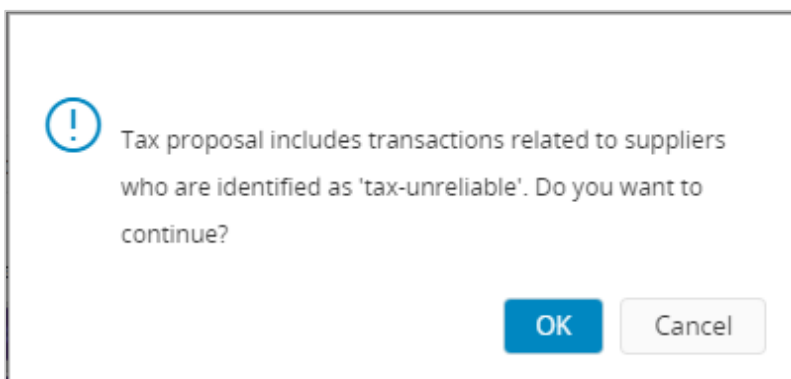 Tax proposal includes transactions related to suppliers
who are identified as 'tax-unreliable'. Do you want to
continue?
OK Cancel